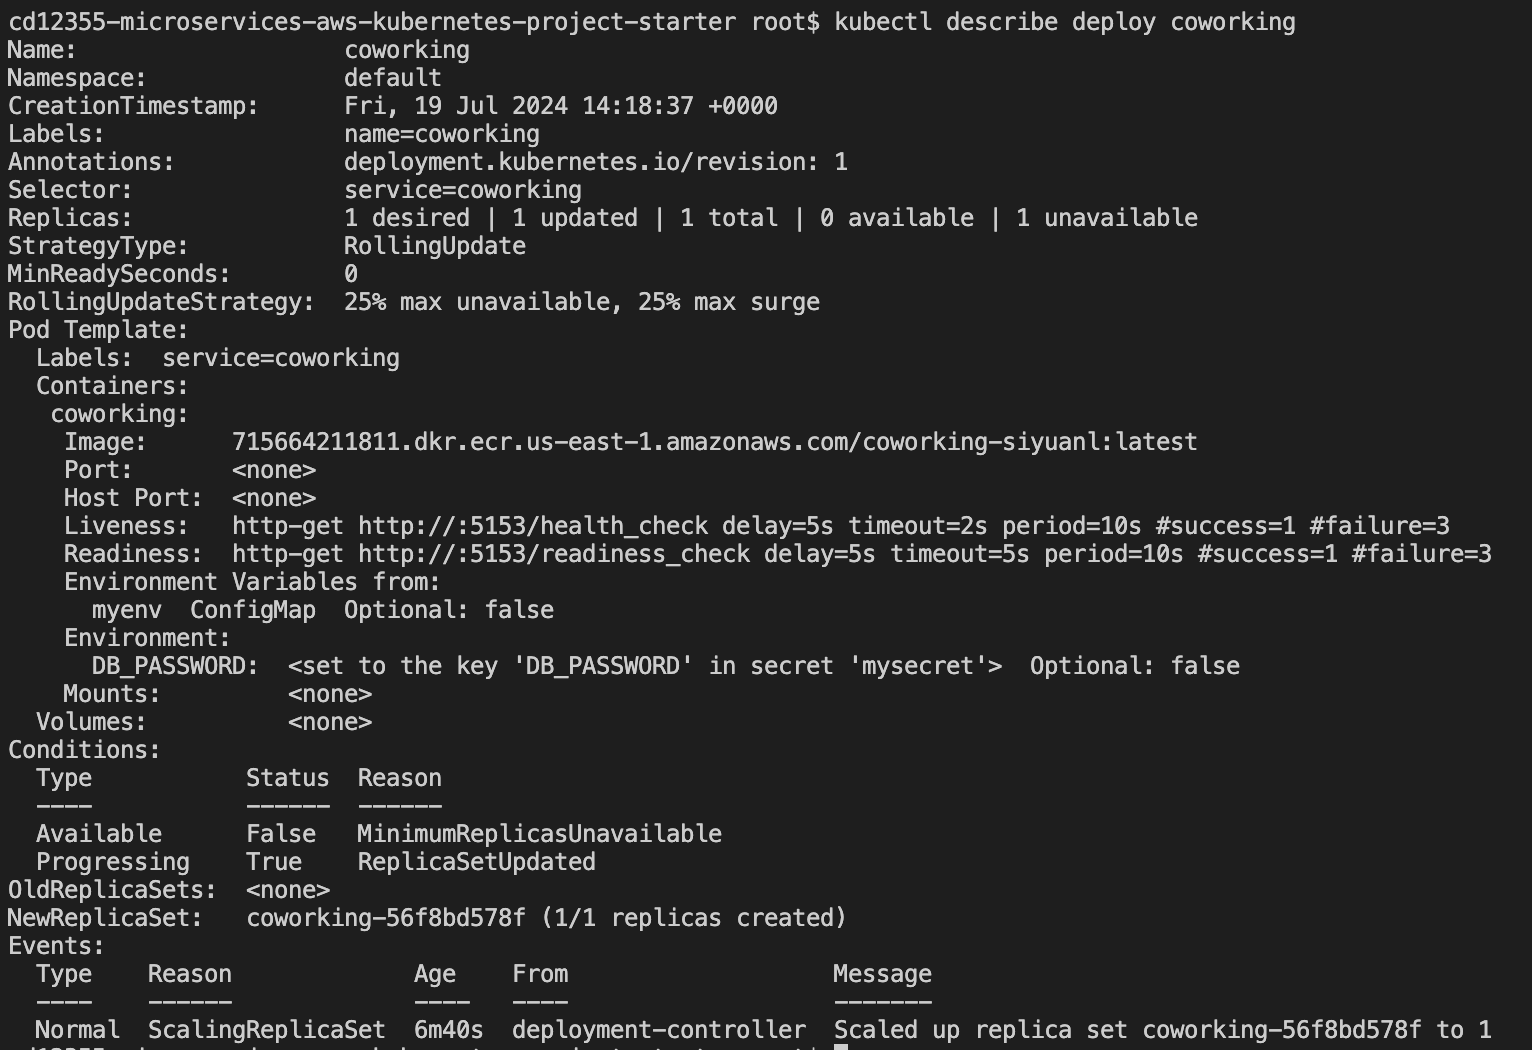 cd12355-microservices-aws-kubernetes-project-starter root$ kubectl describe deploy coworking
Name:                   coworking
Namespace:              default
CreationTimestamp:      Fri, 19 Jul 2024 14:18:37 +0000
Labels:                 name=coworking
Annotations:            deployment.kubernetes.io/revision: 1
Selector:               service=coworking
Replicas:               1 desired | 1 updated | 1 total | 0 available | 1 unavailable
StrategyType:           RollingUpdate
MinReadySeconds:        0
RollingUpdateStrategy:  25% max unavailable, 25% max surge
Pod Template:
  Labels:  service=coworking
  Containers:
   coworking:
    Image:      715664211811.dkr.ecr.us-east-1.amazonaws.com/coworking-siyuanl:latest
    Port:       <none>
    Host Port:  <none>
    Liveness:   http-get http://:5153/health_check delay=5s timeout=2s period=10s #success=1 #failure=3
    Readiness:  http-get http://:5153/readiness_check delay=5s timeout=5s period=10s #success=1 #failure=3
    Environment Variables from:
      myenv  ConfigMap  Optional: false
    Environment:
      DB_PASSWORD:  <set to the key 'DB_PASSWORD' in secret 'mysecret'>  Optional: false
    Mounts:         <none>
  Volumes:          <none>
Conditions:
  Type           Status  Reason
  ----           ------  ------
  Available      False   MinimumReplicasUnavailable
  Progressing    True    ReplicaSetUpdated
OldReplicaSets:  <none>
NewReplicaSet:   coworking-56f8bd578f (1/1 replicas created)
Events:
  Type    Reason             Age    From                   Message
  ----    ------             ----   ----                   -------
  Normal  ScalingReplicaSet  6m40s  deployment-controller  Scaled up replica set coworking-56f8bd578f to 1